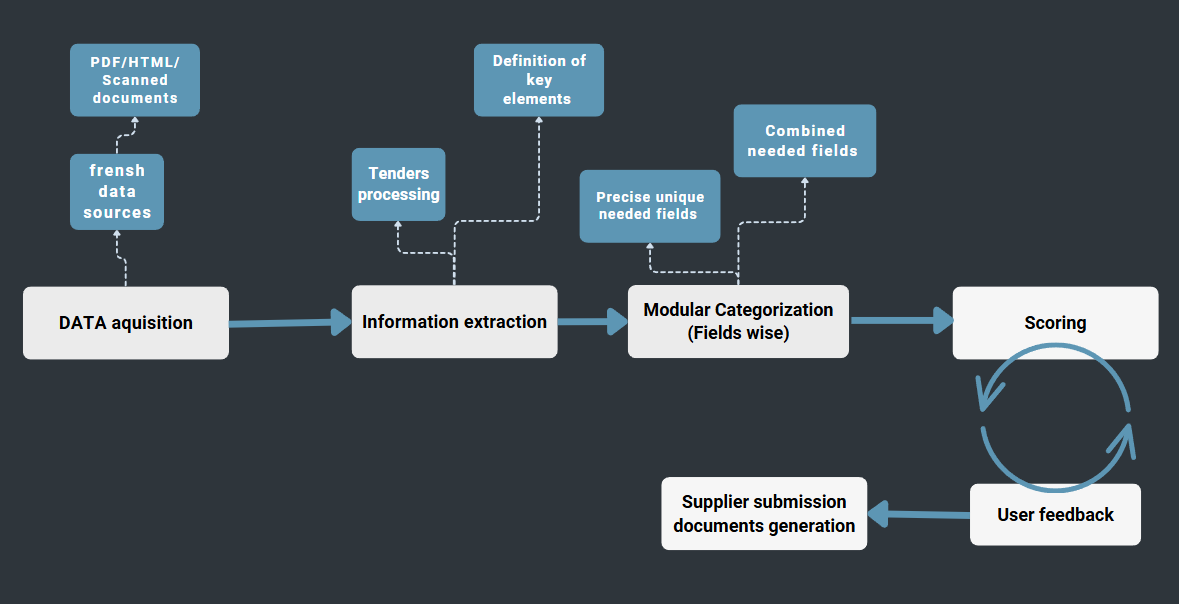 PDF/HTML/
Scanned
documents
frensh
data
sources
DATA aquisition
Definition of
key
elements
Tenders
processing
Information extraction
Combined
needed fields
Precise unique
needed fields
Modular Categorization
(Fields wise)
Scoring
User feedback
Supplier submission
documents generation